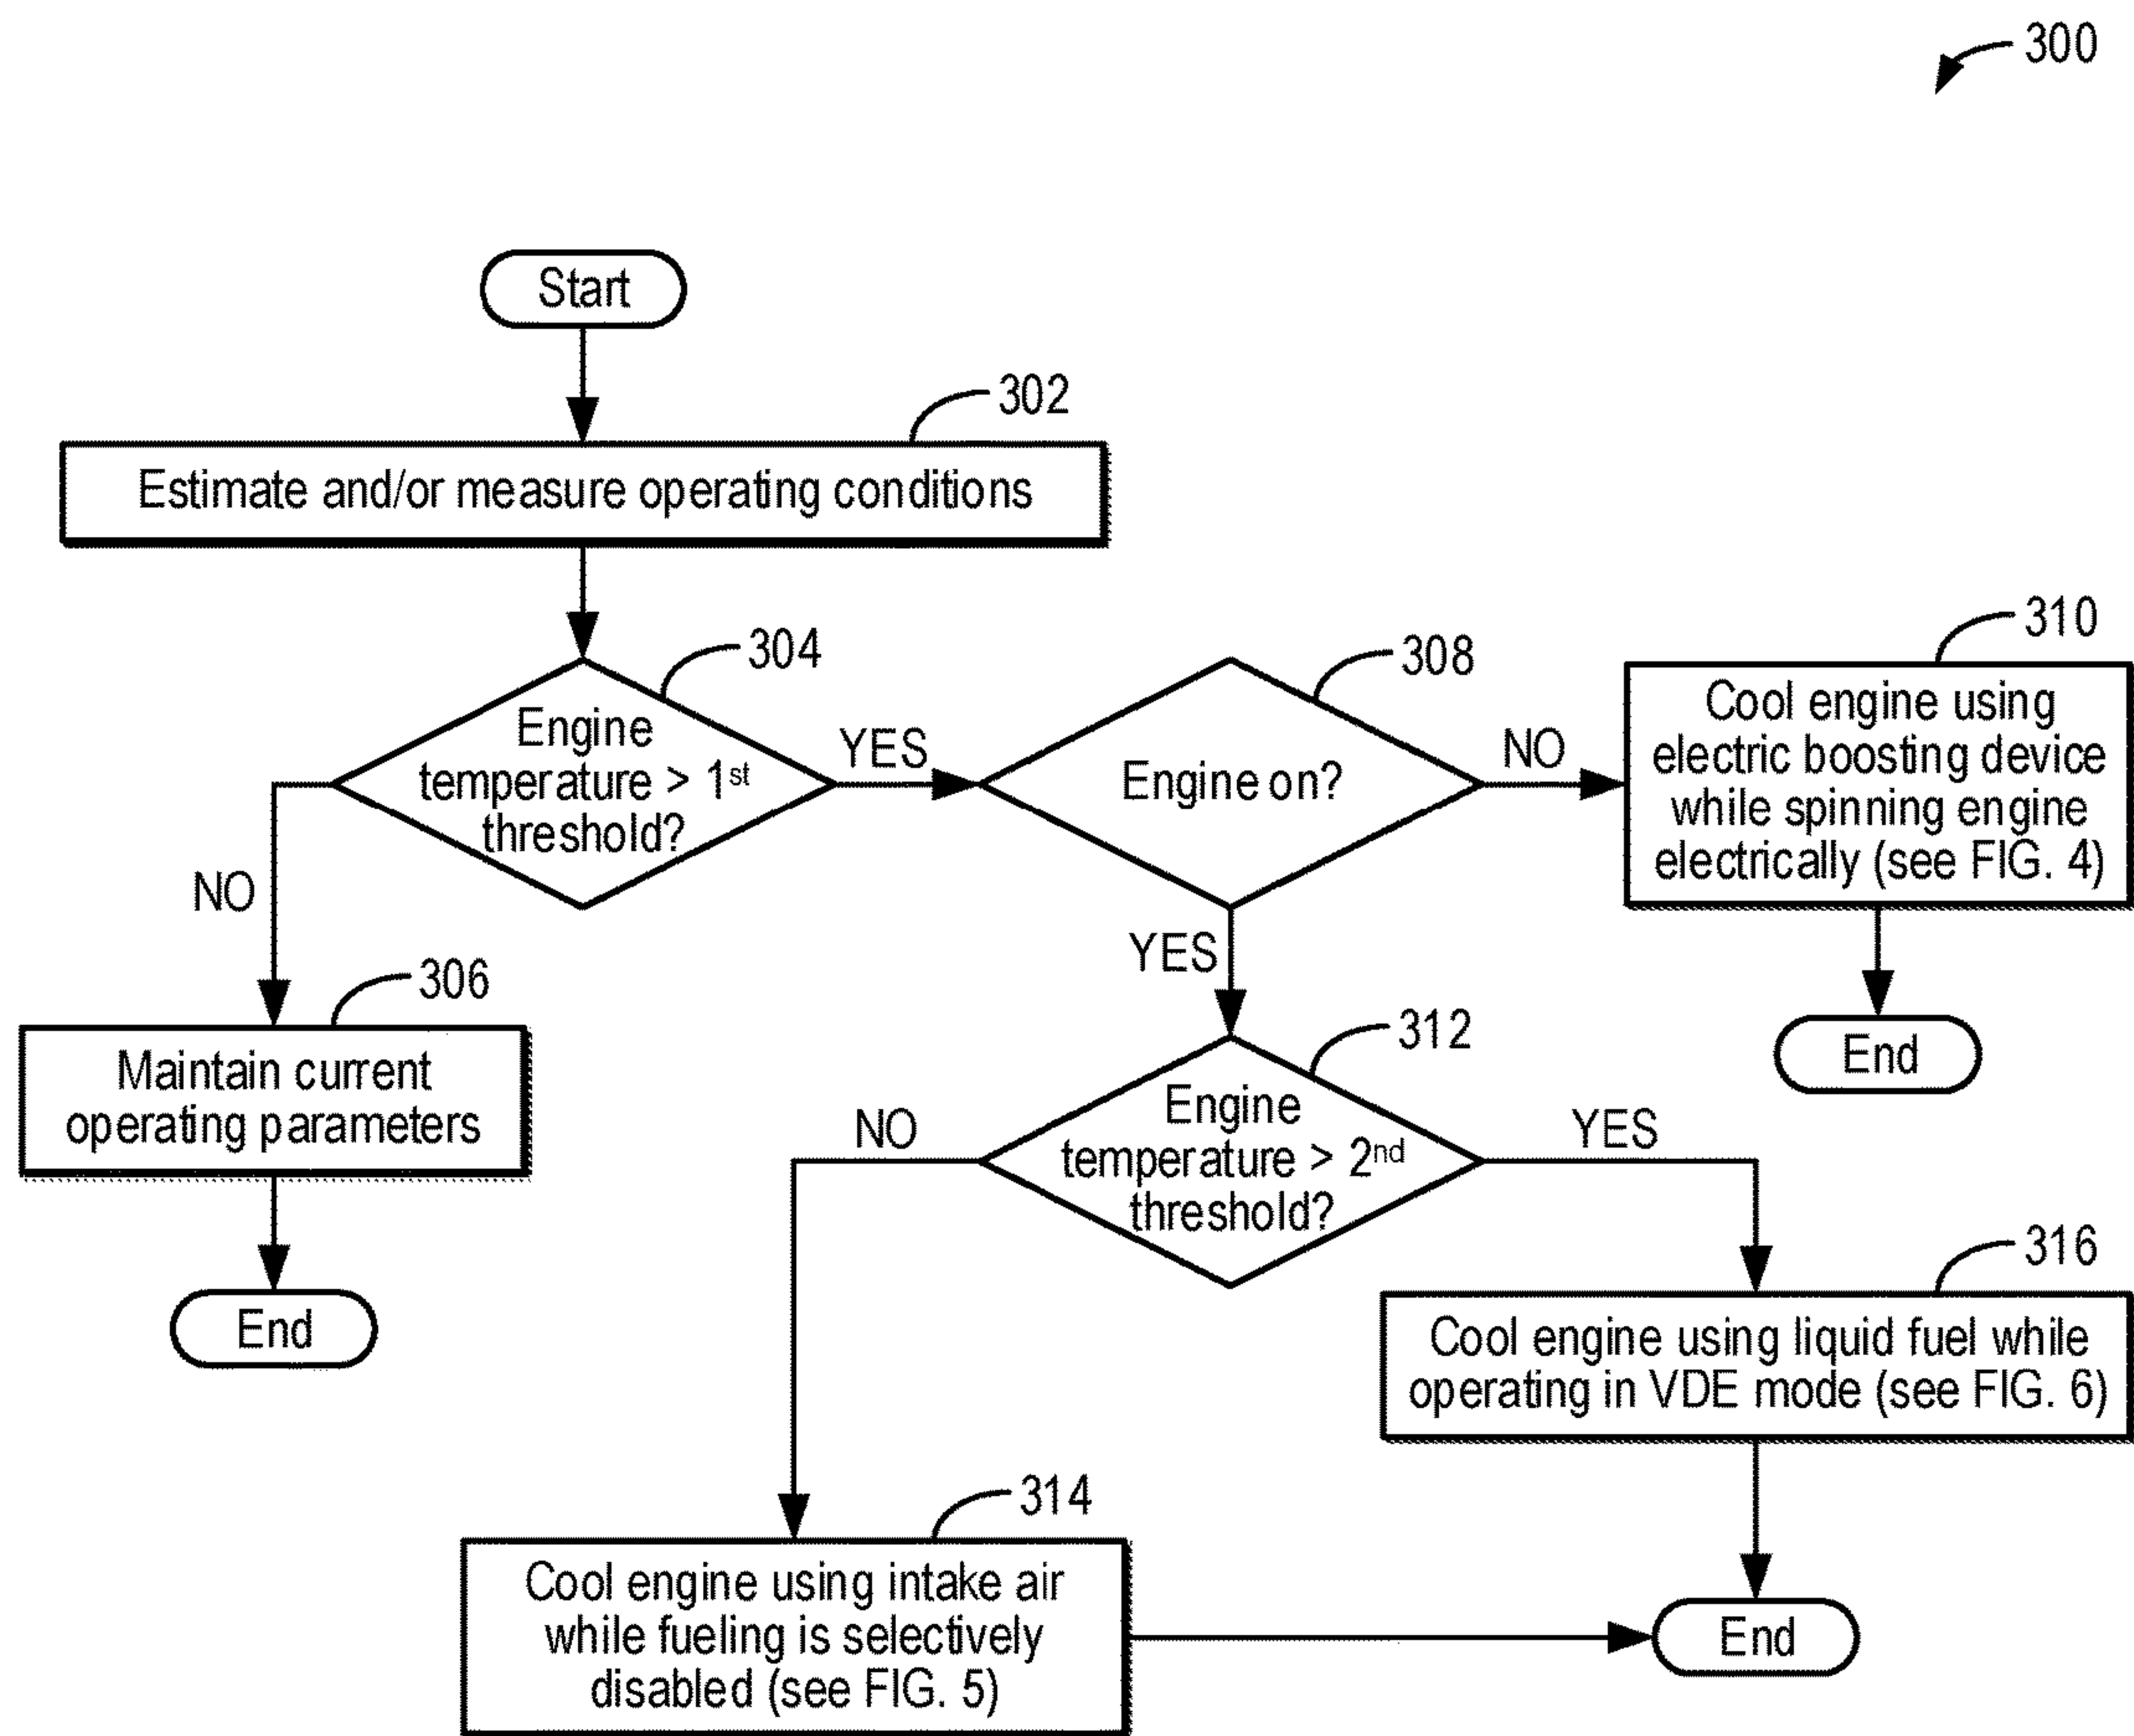 300
Start
302
Estimate and/or measure operating conditions
304
Engine
temperature > 1st
threshold?
YES
NO
308
Engine on?
NO
YES
310
Cool engine using
electric boosting device
while spinning engine
electrically (see FIG. 4)
End
306
Maintain current
operating parameters
End
312
Engine
temperature > 2nd
threshold?
NO
YES
316
Cool engine using liquid fuel while
operating in VDE mode (see FIG. 6)
314
Cool engine using intake air
while fueling is selectively
disabled (see FIG. 5)
End